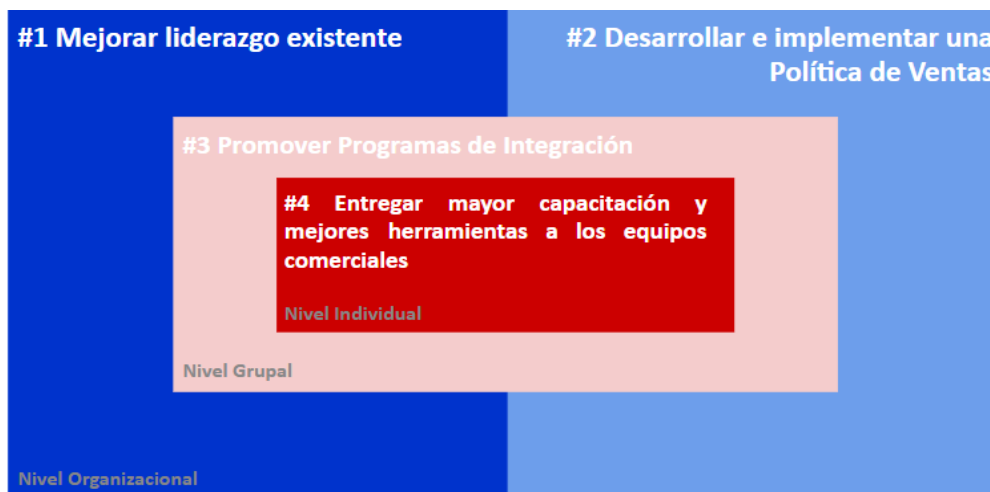 #1 Mejorar liderazgo existente
#2 Desarrollar e implementar una
Política de Ventas
#3 Promover Programas de Integración
#4 Entregar mayor capacitación y
mejores herramientas a los equipos
comerciales
Nivel Individual
Nivel Grupal
Nivel Organizacional